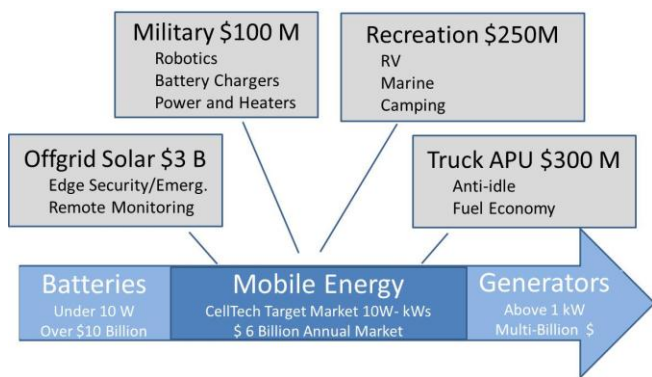 Military $100 M
Robotics
Battery Chargers
Power and Heaters
Recreation $250M
RV
Marine
Camping
Offgrid Solar $3 B
Edge Security/Emerg.
Remote Monitoring
Truck APU $300 M
Anti-idle
Fuel Economy
Batteries
Under 10 W
Over $10 Billion
Mobile Energy
CellTech Target Market 10W- kWs
$ 6 Billion Annual Market
Generators
Above 1 kW
Multi-Billion $